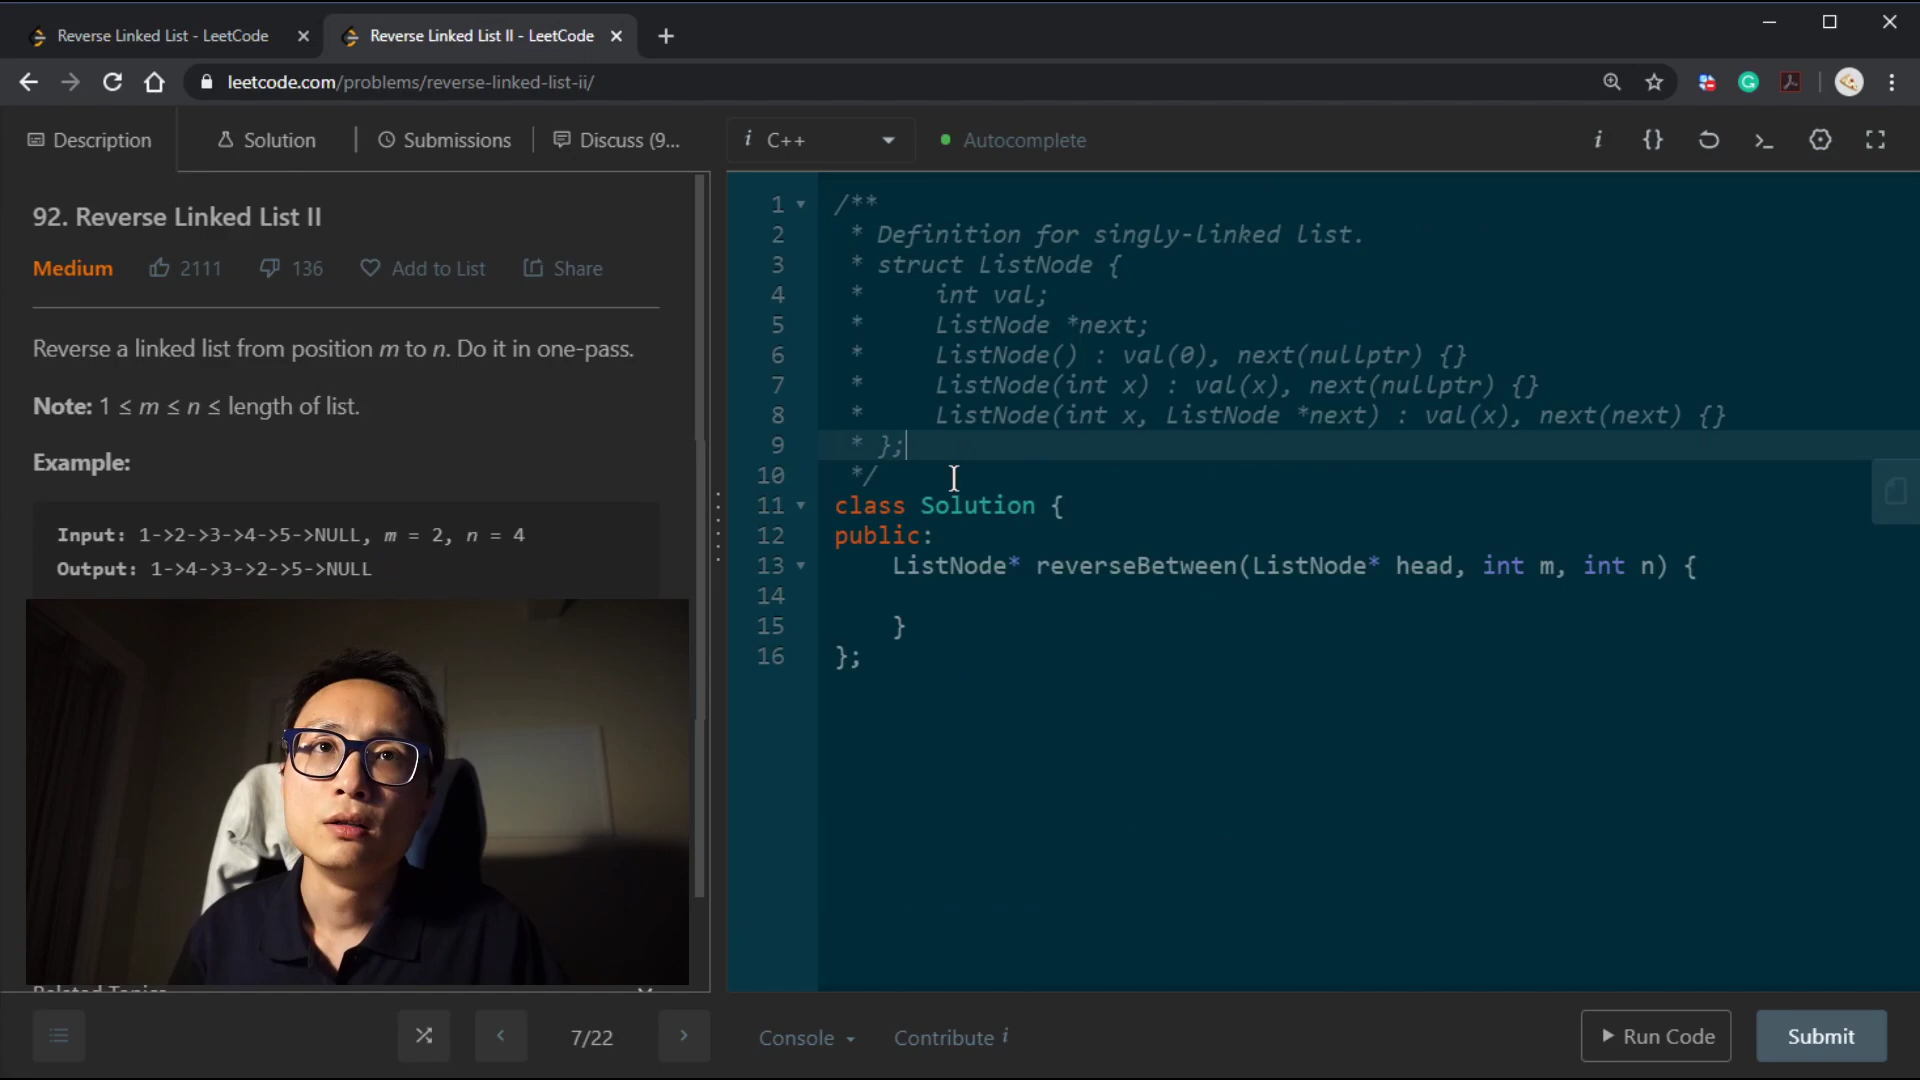 Reverse Linked List - LeetCode
Reverse Linked List II - LeetCode
leetcode.com/problems/reverse-linked-list-ii/
Description
Solution
Submissions
Discuss (9...
i C++
Autocomplete
92. Reverse Linked List II
Medium 2111 136 Add to List Share
Reverse a linked list from position m to n. Do it in one-pass.
Note: 1 ≤ m ≤ n ≤ length of list.
Example:
Input: 1->2->3->4->5->NULL, m = 2, n = 4
Output: 1->4->3->2->5->NULL
Related Topics
1 /**
2 * Definition for singly-linked list.
3 * struct ListNode {
4 * int val;
5 * ListNode *next;
6 * ListNode() : val(0), next(nullptr) {}
7 * ListNode(int x) : val(x), next(nullptr) {}
8 * ListNode(int x, ListNode *next) : val(x), next(next) {}
9 * };
10 */
11 class Solution {
12 public:
13 ListNode* reverseBetween(ListNode* head, int m, int n) {
14
15 }
16 };
7/22
Console
Contribute i
Run Code
Submit